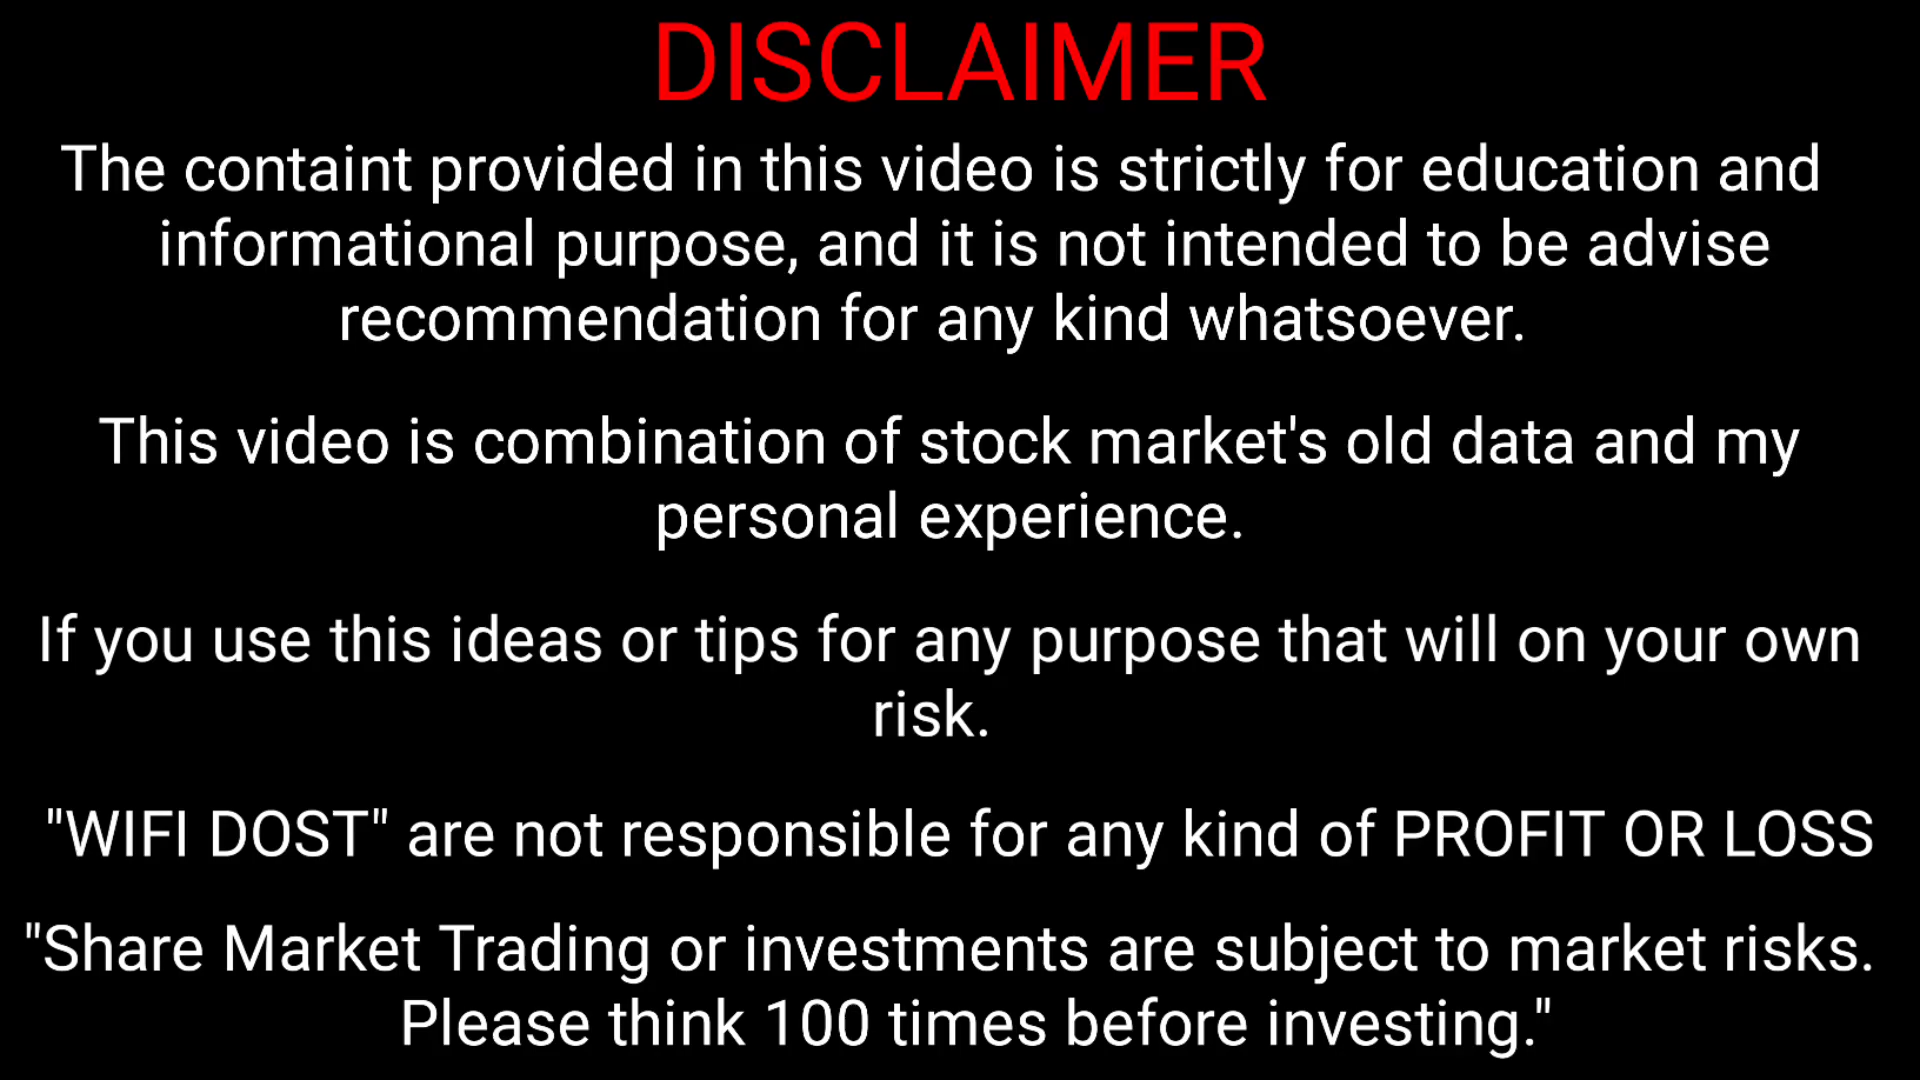 DISCLAIMER
The containt provided in this video is strictly for education and
informational purpose, and it is not intended to be advise
recommendation for any kind whatsoever.
This video is combination of stock market's old data and my
personal experience.
If you use this ideas or tips for any purpose that will on your own
risk.
"WIFI DOST" are not responsible for any kind of PROFIT OR LOSS
"Share Market Trading or investments are subject to market risks.
Please think 100 times before investing."